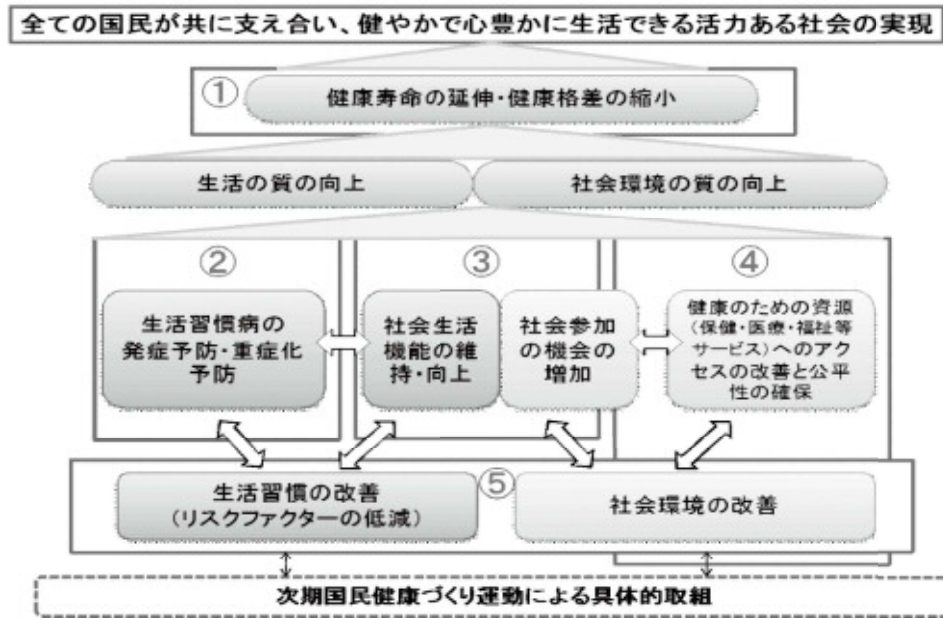 全ての国民が共に支え合い、健やかで心豊かに生活できる活力ある社会の実現
①
健康寿命の延伸・健康格差の縮小
生活の質の向上
社会環境の質の向上
②
生活習慣病の
発症予防・重症化
予防
③
社会生活
機能の維
持・向上
社会参加
の機会の
増加
④
健康のための資源
(保健・医療・福祉等
サービス)へのアク
セスの改善と公平
性の確保
生活習慣の改善
(リスクファクターの低減)
⑤
社会環境の改善
次期国民健康づくり運動による具体的取組